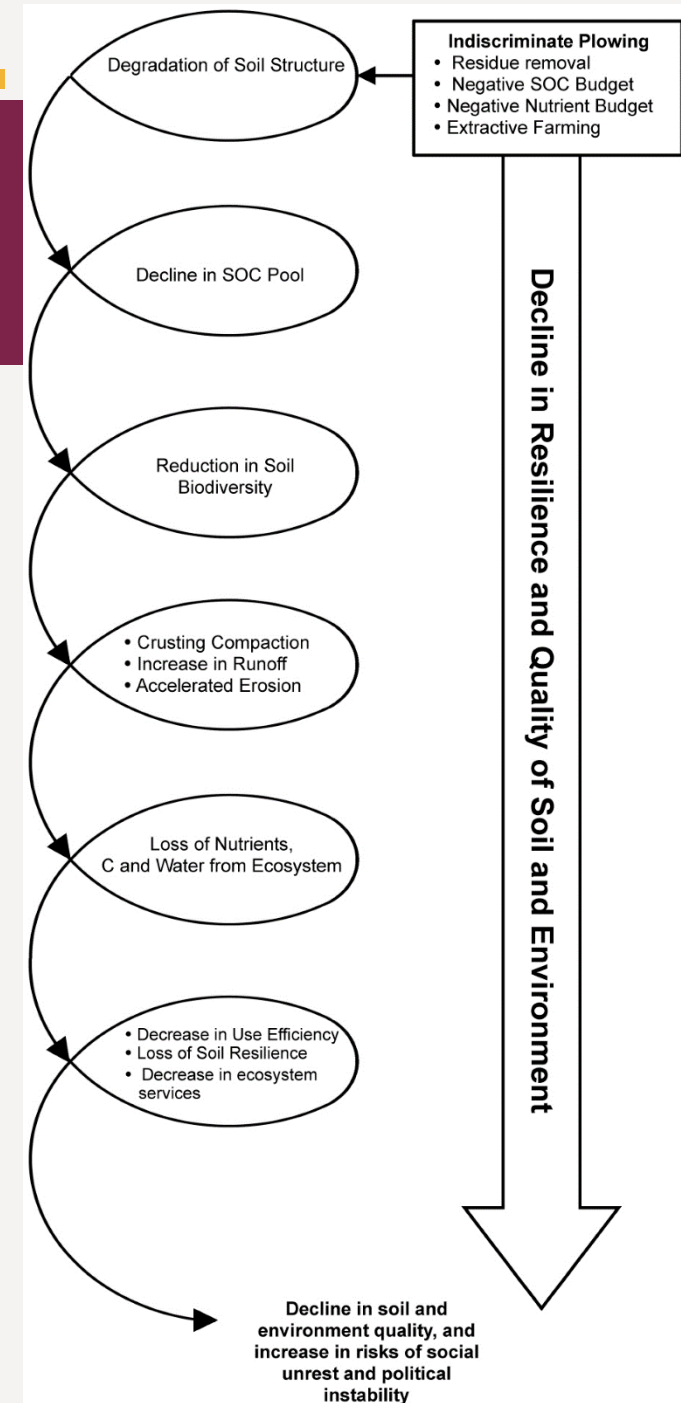 Indiscriminate Plowing
• Residue removal
• Negative SOC Budget
• Negative Nutrient Budget
• Extractive Farming
Degradation of Soil Structure
Decline in SOC Pool
Reduction in Soil
Biodiversity
• Crusting Compaction
• Increase in Runoff
• Accelerated Erosion
Loss of Nutrients,
C and Water from Ecosystem
• Decrease in Use Efficiency
• Loss of Soil Resilience
• Decrease in ecosystem
services
Decline in soil and
environment quality, and
increase in risks of social
unrest and political
instability
Decline in Resilience and Quality of Soil and Environment